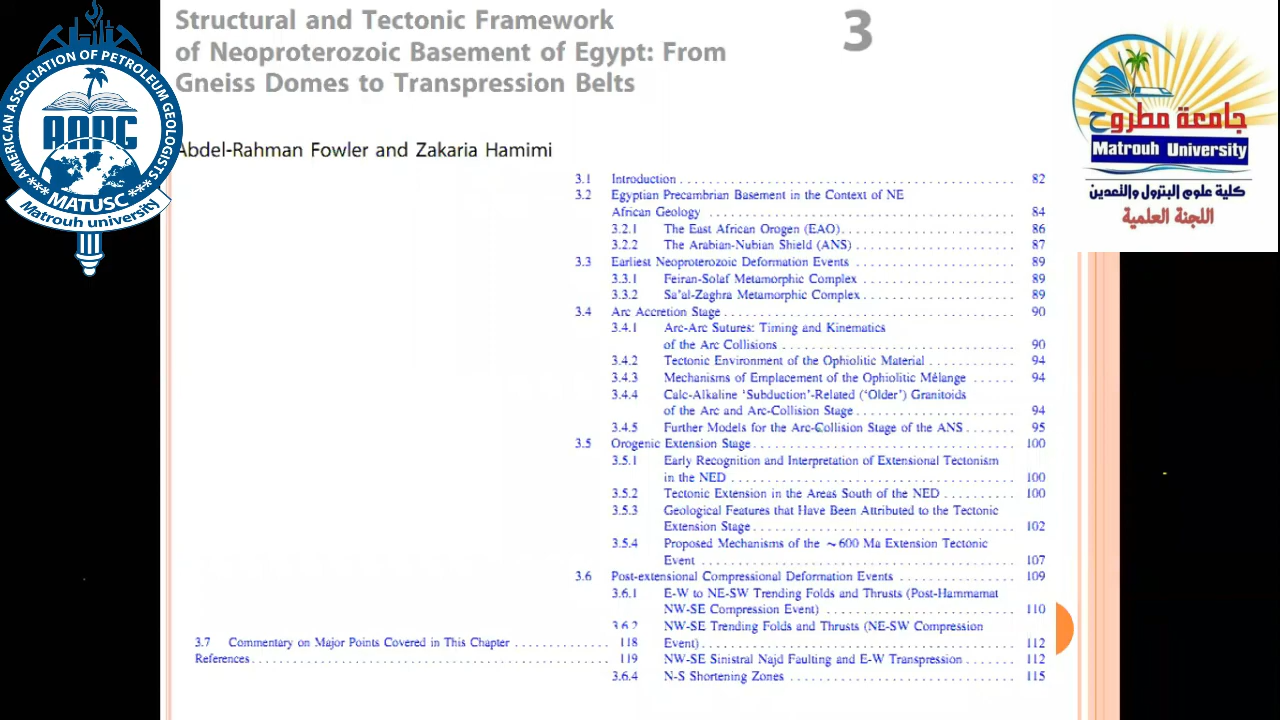 Structural and Tectonic Framework
of Neoproterozoic Basement of Egypt: From
Gneiss Domes to Transpression Belts
3
Abdel-Rahman Fowler and Zakaria Hamimi
AMERICAN ASSOCIATION OF PETROLEUM GEOLOGISTS
AAPG
*** MATUSC ***
Matrouh university
جامعة مطروح
Matrouh University
كلية علوم البترول والتعدين
اللجنة العلمية
3.1 Introduction . . . . . . . . . . 82
3.2 Egyptian Precambrian Basement in the Context of NE
African Geology . . . . . . . . . . 84
3.2.1 The East African Orogen (EAO). . . . . . . . . . 86
3.2.2 The Arabian-Nubian Shield (ANS) . . . . . . . . . . 87
3.3 Earliest Neoproterozoic Deformation Events . . . . . . . . . . 89
3.3.1 Feiran-Solaf Metamorphic Complex . . . . . . . . . . 89
3.3.2 Sa'al-Zaghra Metamorphic Complex . . . . . . . . . . 89
3.4 Arc Accretion Stage . . . . . . . . . . 90
3.4.1 Arc-Arc Sutures: Timing and Kinematics
of the Arc Collisions . . . . . . . . . . 90
3.4.2 Tectonic Environment of the Ophiolitic Material . . . . . . . . . . 94
3.4.3 Mechanisms of Emplacement of the Ophiolitic Mélange . . . . . . 94
3.4.4 Calc-Alkaline 'Subduction'-Related ('Older') Granitoids
of the Arc and Arc-Collision Stage . . . . . . . . . . 94
3.4.5 Further Models for the Arc-Collision Stage of the ANS . . . . . . . 95
3.5 Orogenic Extension Stage . . . . . . . . . . 100
3.5.1 Early Recognition and Interpretation of Extensional Tectonism
in the NED . . . . . . . . . . 100
3.5.2 Tectonic Extension in the Areas South of the NED . . . . . . . . . . 100
3.5.3 Geological Features that Have Been Attributed to the Tectonic
Extension Stage . . . . . . . . . . 102
3.5.4 Proposed Mechanisms of the ~600 Ma Extension Tectonic
Event . . . . . . . . . . 107
3.6 Post-extensional Compressional Deformation Events . . . . . . . . . . 109
3.6.1 E-W to NE-SW Trending Folds and Thrusts (Post-Hammamat
NW-SE Compression Event) . . . . . . . . . . 110
3.6.2 NW-SE Trending Folds and Thrusts (NE-SW Compression
Event) . . . . . . . . . . 112
NW-SE Sinistral Najd Faulting and E-W Transpression . . . . . . . 112
3.6.4 N-S Shortening Zones . . . . . . . . . . 115
3.7 Commentary on Major Points Covered in This Chapter . . . . . . . . . . 118
References . . . . . . . . . . 119